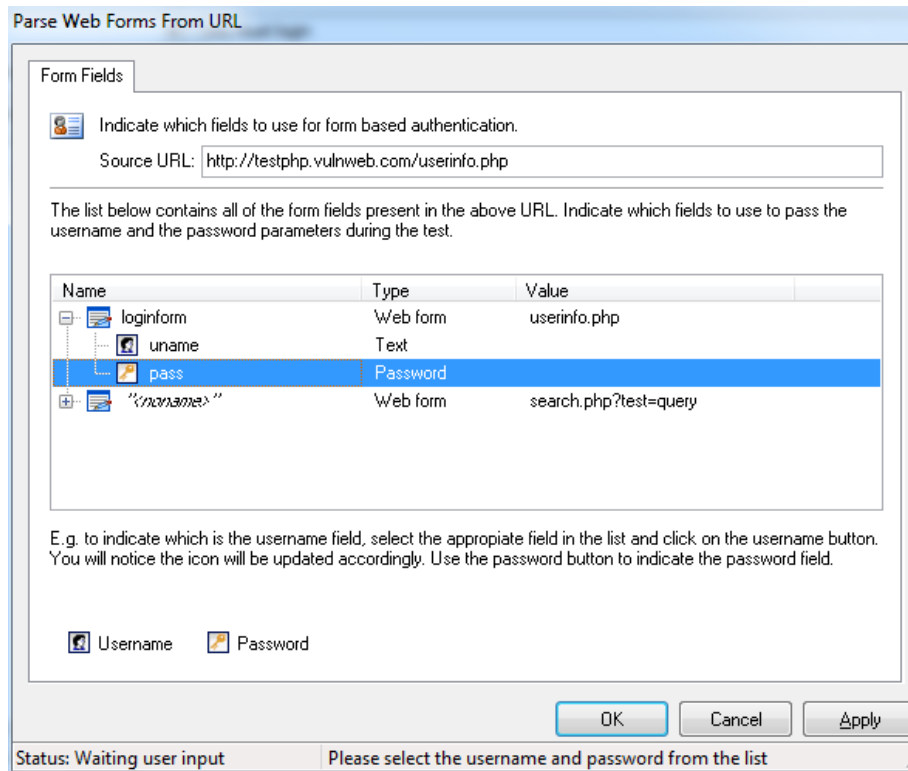 Parse Web Forms From URL
Form Fields
Indicate which fields to use for form based authentication.
Source URL: http://testphp.vulnweb.com/userinfo.php
The list below contains all of the form fields present in the above URL. Indicate which fields to use to pass the
username and the password parameters during the test.
Name Type Value
loginform Web form userinfo.php
uname Text
pass Password
"<noname>" Web form search.php?test=query
E.g. to indicate which is the username field, select the appropiate field in the list and click on the username button.
You will notice the icon will be updated accordingly. Use the password button to indicate the password field.
Username Password
OK Cancel Apply
Status: Waiting user input Please select the username and password from the list